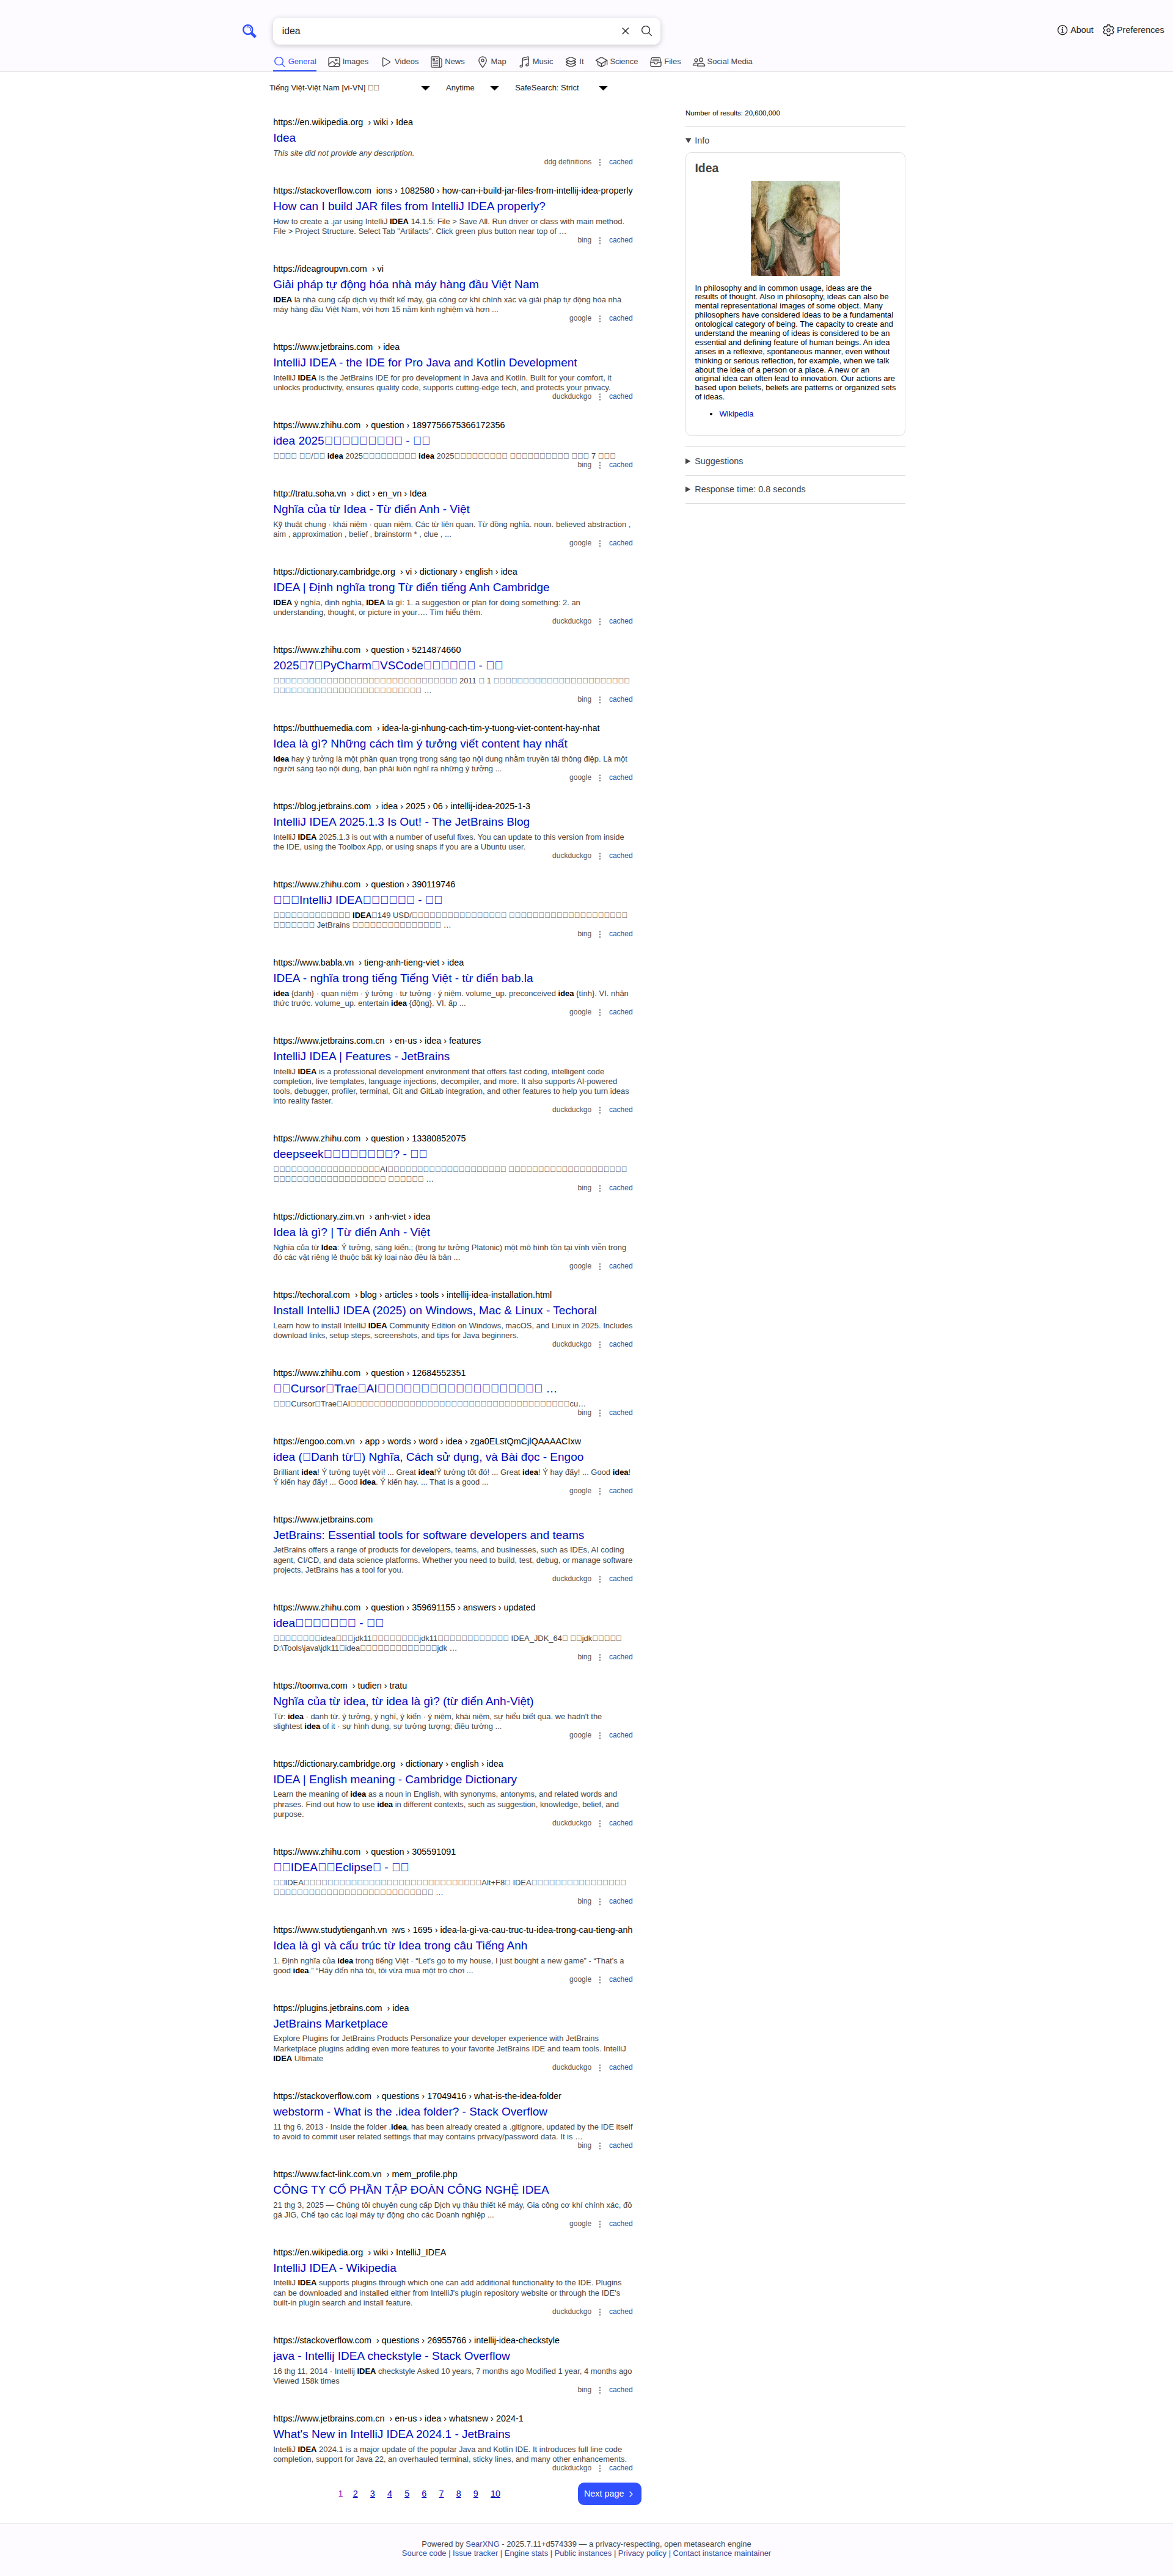 idea
About
Preferences
General
Images
Videos
News
Map
Music
It
Science
Files
Social Media
Tiếng Việt-Việt Nam [vi-VN]
Anytime
SafeSearch: Strict
https://en.wikipedia.org › wiki › Idea
Idea
This site did not provide any description.
ddg definitions
cached
https://stackoverflow.com ions › 1082580 › how-can-i-build-jar-files-from-intellij-idea-properly
How can I build JAR files from IntelliJ IDEA properly?
How to create a .jar using IntelliJ IDEA 14.1.5: File > Save All. Run driver or class with main method.
File > Project Structure. Select Tab "Artifacts". Click green plus button near top of …
bing
cached
https://ideagroupvn.com › vi
Giải pháp tự động hóa nhà máy hàng đầu Việt Nam
IDEA là nhà cung cấp dịch vụ thiết kế máy, gia công cơ khí chính xác và giải pháp tự động hóa nhà
máy hàng đầu Việt Nam, với hơn 15 năm kinh nghiệm và hơn ...
google
cached
https://www.jetbrains.com › idea
IntelliJ IDEA - the IDE for Pro Java and Kotlin Development
IntelliJ IDEA is the JetBrains IDE for pro development in Java and Kotlin. Built for your comfort, it
unlocks productivity, ensures quality code, supports cutting-edge tech, and protects your privacy.
duckduckgo
cached
https://www.zhihu.com › question › 1897756675366172356
idea 2025 -
/ idea 2025 idea 2025 7
bing
cached
http://tratu.soha.vn › dict › en_vn › Idea
Nghĩa của từ Idea - Từ điển Anh - Việt
Kỹ thuật chung · khái niệm · quan niệm. Các từ liên quan. Từ đồng nghĩa. noun. believed abstraction ,
aim , approximation , belief , brainstorm * , clue , ...
google
cached
https://dictionary.cambridge.org › vi › dictionary › english › idea
IDEA | Định nghĩa trong Từ điển tiếng Anh Cambridge
IDEA ý nghĩa, định nghĩa, IDEA là gì: 1. a suggestion or plan for doing something: 2. an
understanding, thought, or picture in your…. Tìm hiểu thêm.
duckduckgo
cached
https://www.zhihu.com › question › 5214874660
2025 7 PyCharm VSCode -
2011 1
…
bing
cached
https://butthuemedia.com › idea-la-gi-nhung-cach-tim-y-tuong-viet-content-hay-nhat
Idea là gì? Những cách tìm ý tưởng viết content hay nhất
Idea hay ý tưởng là một phần quan trọng trong sáng tạo nội dung nhằm truyền tải thông điệp. Là một
người sáng tạo nội dung, bạn phải luôn nghĩ ra những ý tưởng ...
google
cached
https://blog.jetbrains.com › idea › 2025 › 06 › intellij-idea-2025-1-3
IntelliJ IDEA 2025.1.3 Is Out! - The JetBrains Blog
IntelliJ IDEA 2025.1.3 is out with a number of useful fixes. You can update to this version from inside
the IDE, using the Toolbox App, or using snaps if you are a Ubuntu user.
duckduckgo
cached
https://www.zhihu.com › question › 390119746
IntelliJ IDEA -
IDEA 149 USD/
JetBrains …
bing
cached
https://www.babla.vn › tieng-anh-tieng-viet › idea
IDEA - nghĩa trong tiếng Tiếng Việt - từ điển bab.la
idea {danh} · quan niệm · ý tưởng · tư tưởng · ý niệm. volume_up. preconceived idea {tính}. VI. nhận
thức trước. volume_up. entertain idea {động}. VI. ấp ...
google
cached
https://www.jetbrains.com.cn › en-us › idea › features
IntelliJ IDEA | Features - JetBrains
IntelliJ IDEA is a professional development environment that offers fast coding, intelligent code
completion, live templates, language injections, decompiler, and more. It also supports AI-powered
tools, debugger, profiler, terminal, Git and GitLab integration, and other features to help you turn ideas
into reality faster.
duckduckgo
cached
https://www.zhihu.com › question › 13380852075
deepseek ? -
AI
…
bing
cached
https://dictionary.zim.vn › anh-viet › idea
Idea là gì? | Từ điển Anh - Việt
Nghĩa của từ Idea: Ý tưởng, sáng kiến.; (trong tư tưởng Platonic) một mô hình tồn tại vĩnh viễn trong
đó các vật riêng lẻ thuộc bất kỳ loại nào đều là bản ...
google
cached
https://techoral.com › blog › articles › tools › intellij-idea-installation.html
Install IntelliJ IDEA (2025) on Windows, Mac & Linux - Techoral
Learn how to install IntelliJ IDEA Community Edition on Windows, macOS, and Linux in 2025. Includes
download links, setup steps, screenshots, and tips for Java beginners.
duckduckgo
cached
https://www.zhihu.com › question › 12684552351
Cursor Trae AI …
Cursor Trae AI cu…
bing
cached
https://engoo.com.vn › app › words › word › idea › zga0ELstQmCjlQAAAACIxw
idea ( Danh từ ) Nghĩa, Cách sử dụng, và Bài đọc - Engoo
Brilliant idea! Ý tưởng tuyệt vời! ... Great idea!Ý tưởng tốt đó! ... Great idea! Ý hay đấy! ... Good idea!
Ý kiến hay đấy! ... Good idea. Ý kiến hay. ... That is a good ...
google
cached
https://www.jetbrains.com
JetBrains: Essential tools for software developers and teams
JetBrains offers a range of products for developers, teams, and businesses, such as IDEs, AI coding
agent, CI/CD, and data science platforms. Whether you need to build, test, debug, or manage software
projects, JetBrains has a tool for you.
duckduckgo
cached
https://www.zhihu.com › question › 359691155 › answers › updated
idea -
idea jdk11 jdk11 IDEA_JDK_64 jdk
D:\Tools\java\jdk11 idea jdk …
bing
cached
https://toomva.com › tudien › tratu
Nghĩa của từ idea, từ idea là gì? (từ điển Anh-Việt)
Từ: idea · danh từ. ý tưởng, ý nghĩ, ý kiến · ý niệm, khái niệm, sự hiểu biết qua. we hadn't the
slightest idea of it · sự hình dung, sự tưởng tượng; điều tưởng ...
google
cached
https://dictionary.cambridge.org › dictionary › english › idea
IDEA | English meaning - Cambridge Dictionary
Learn the meaning of idea as a noun in English, with synonyms, antonyms, and related words and
phrases. Find out how to use idea in different contexts, such as suggestion, knowledge, belief, and
purpose.
duckduckgo
cached
https://www.zhihu.com › question › 305591091
IDEA Eclipse -
IDEA Alt+F8 IDEA
…
bing
cached
https://www.studytienganh.vn ews › 1695 › idea-la-gi-va-cau-truc-tu-idea-trong-cau-tieng-anh
Idea là gì và cấu trúc từ Idea trong câu Tiếng Anh
1. Định nghĩa của idea trong tiếng Việt · “Let's go to my house, I just bought a new game” - “That's a
good idea.” “Hãy đến nhà tôi, tôi vừa mua một trò chơi ...
google
cached
https://plugins.jetbrains.com › idea
JetBrains Marketplace
Explore Plugins for JetBrains Products Personalize your developer experience with JetBrains
Marketplace plugins adding even more features to your favorite JetBrains IDE and team tools. IntelliJ
IDEA Ultimate
duckduckgo
cached
https://stackoverflow.com › questions › 17049416 › what-is-the-idea-folder
webstorm - What is the .idea folder? - Stack Overflow
11 thg 6, 2013 · Inside the folder .idea, has been already created a .gitignore, updated by the IDE itself
to avoid to commit user related settings that may contains privacy/password data. It is …
bing
cached
https://www.fact-link.com.vn › mem_profile.php
CÔNG TY CỔ PHẦN TẬP ĐOÀN CÔNG NGHỆ IDEA
21 thg 3, 2025 — Chúng tôi chuyên cung cấp Dịch vụ thầu thiết kế máy, Gia công cơ khí chính xác, đồ
gá JIG, Chế tạo các loại máy tự động cho các Doanh nghiệp ...
google
cached
https://en.wikipedia.org › wiki › IntelliJ_IDEA
IntelliJ IDEA - Wikipedia
IntelliJ IDEA supports plugins through which one can add additional functionality to the IDE. Plugins
can be downloaded and installed either from IntelliJ's plugin repository website or through the IDE's
built-in plugin search and install feature.
duckduckgo
cached
https://stackoverflow.com › questions › 26955766 › intellij-idea-checkstyle
java - Intellij IDEA checkstyle - Stack Overflow
16 thg 11, 2014 · Intellij IDEA checkstyle Asked 10 years, 7 months ago Modified 1 year, 4 months ago
Viewed 158k times
bing
cached
https://www.jetbrains.com.cn › en-us › idea › whatsnew › 2024-1
What's New in IntelliJ IDEA 2024.1 - JetBrains
IntelliJ IDEA 2024.1 is a major update of the popular Java and Kotlin IDE. It introduces full line code
completion, support for Java 22, an overhauled terminal, sticky lines, and many other enhancements.
duckduckgo
cached
1 2 3 4 5 6 7 8 9 10
Next page
Number of results: 20,600,000
Info
Idea
In philosophy and in common usage, ideas are the
results of thought. Also in philosophy, ideas can also be
mental representational images of some object. Many
philosophers have considered ideas to be a fundamental
ontological category of being. The capacity to create and
understand the meaning of ideas is considered to be an
essential and defining feature of human beings. An idea
arises in a reflexive, spontaneous manner, even without
thinking or serious reflection, for example, when we talk
about the idea of a person or a place. A new or an
original idea can often lead to innovation. Our actions are
based upon beliefs, beliefs are patterns or organized sets
of ideas.
Wikipedia
Suggestions
Response time: 0.8 seconds
Powered by SearXNG - 2025.7.11+d574339 — a privacy-respecting, open metasearch engine
Source code | Issue tracker | Engine stats | Public instances | Privacy policy | Contact instance maintainer